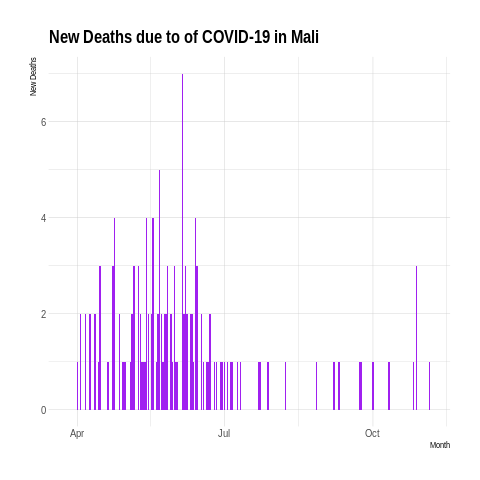 New Deaths due to of COVID-19 in Mali
New Deaths
6
4
2
0
Apr
Jul
Oct
Month